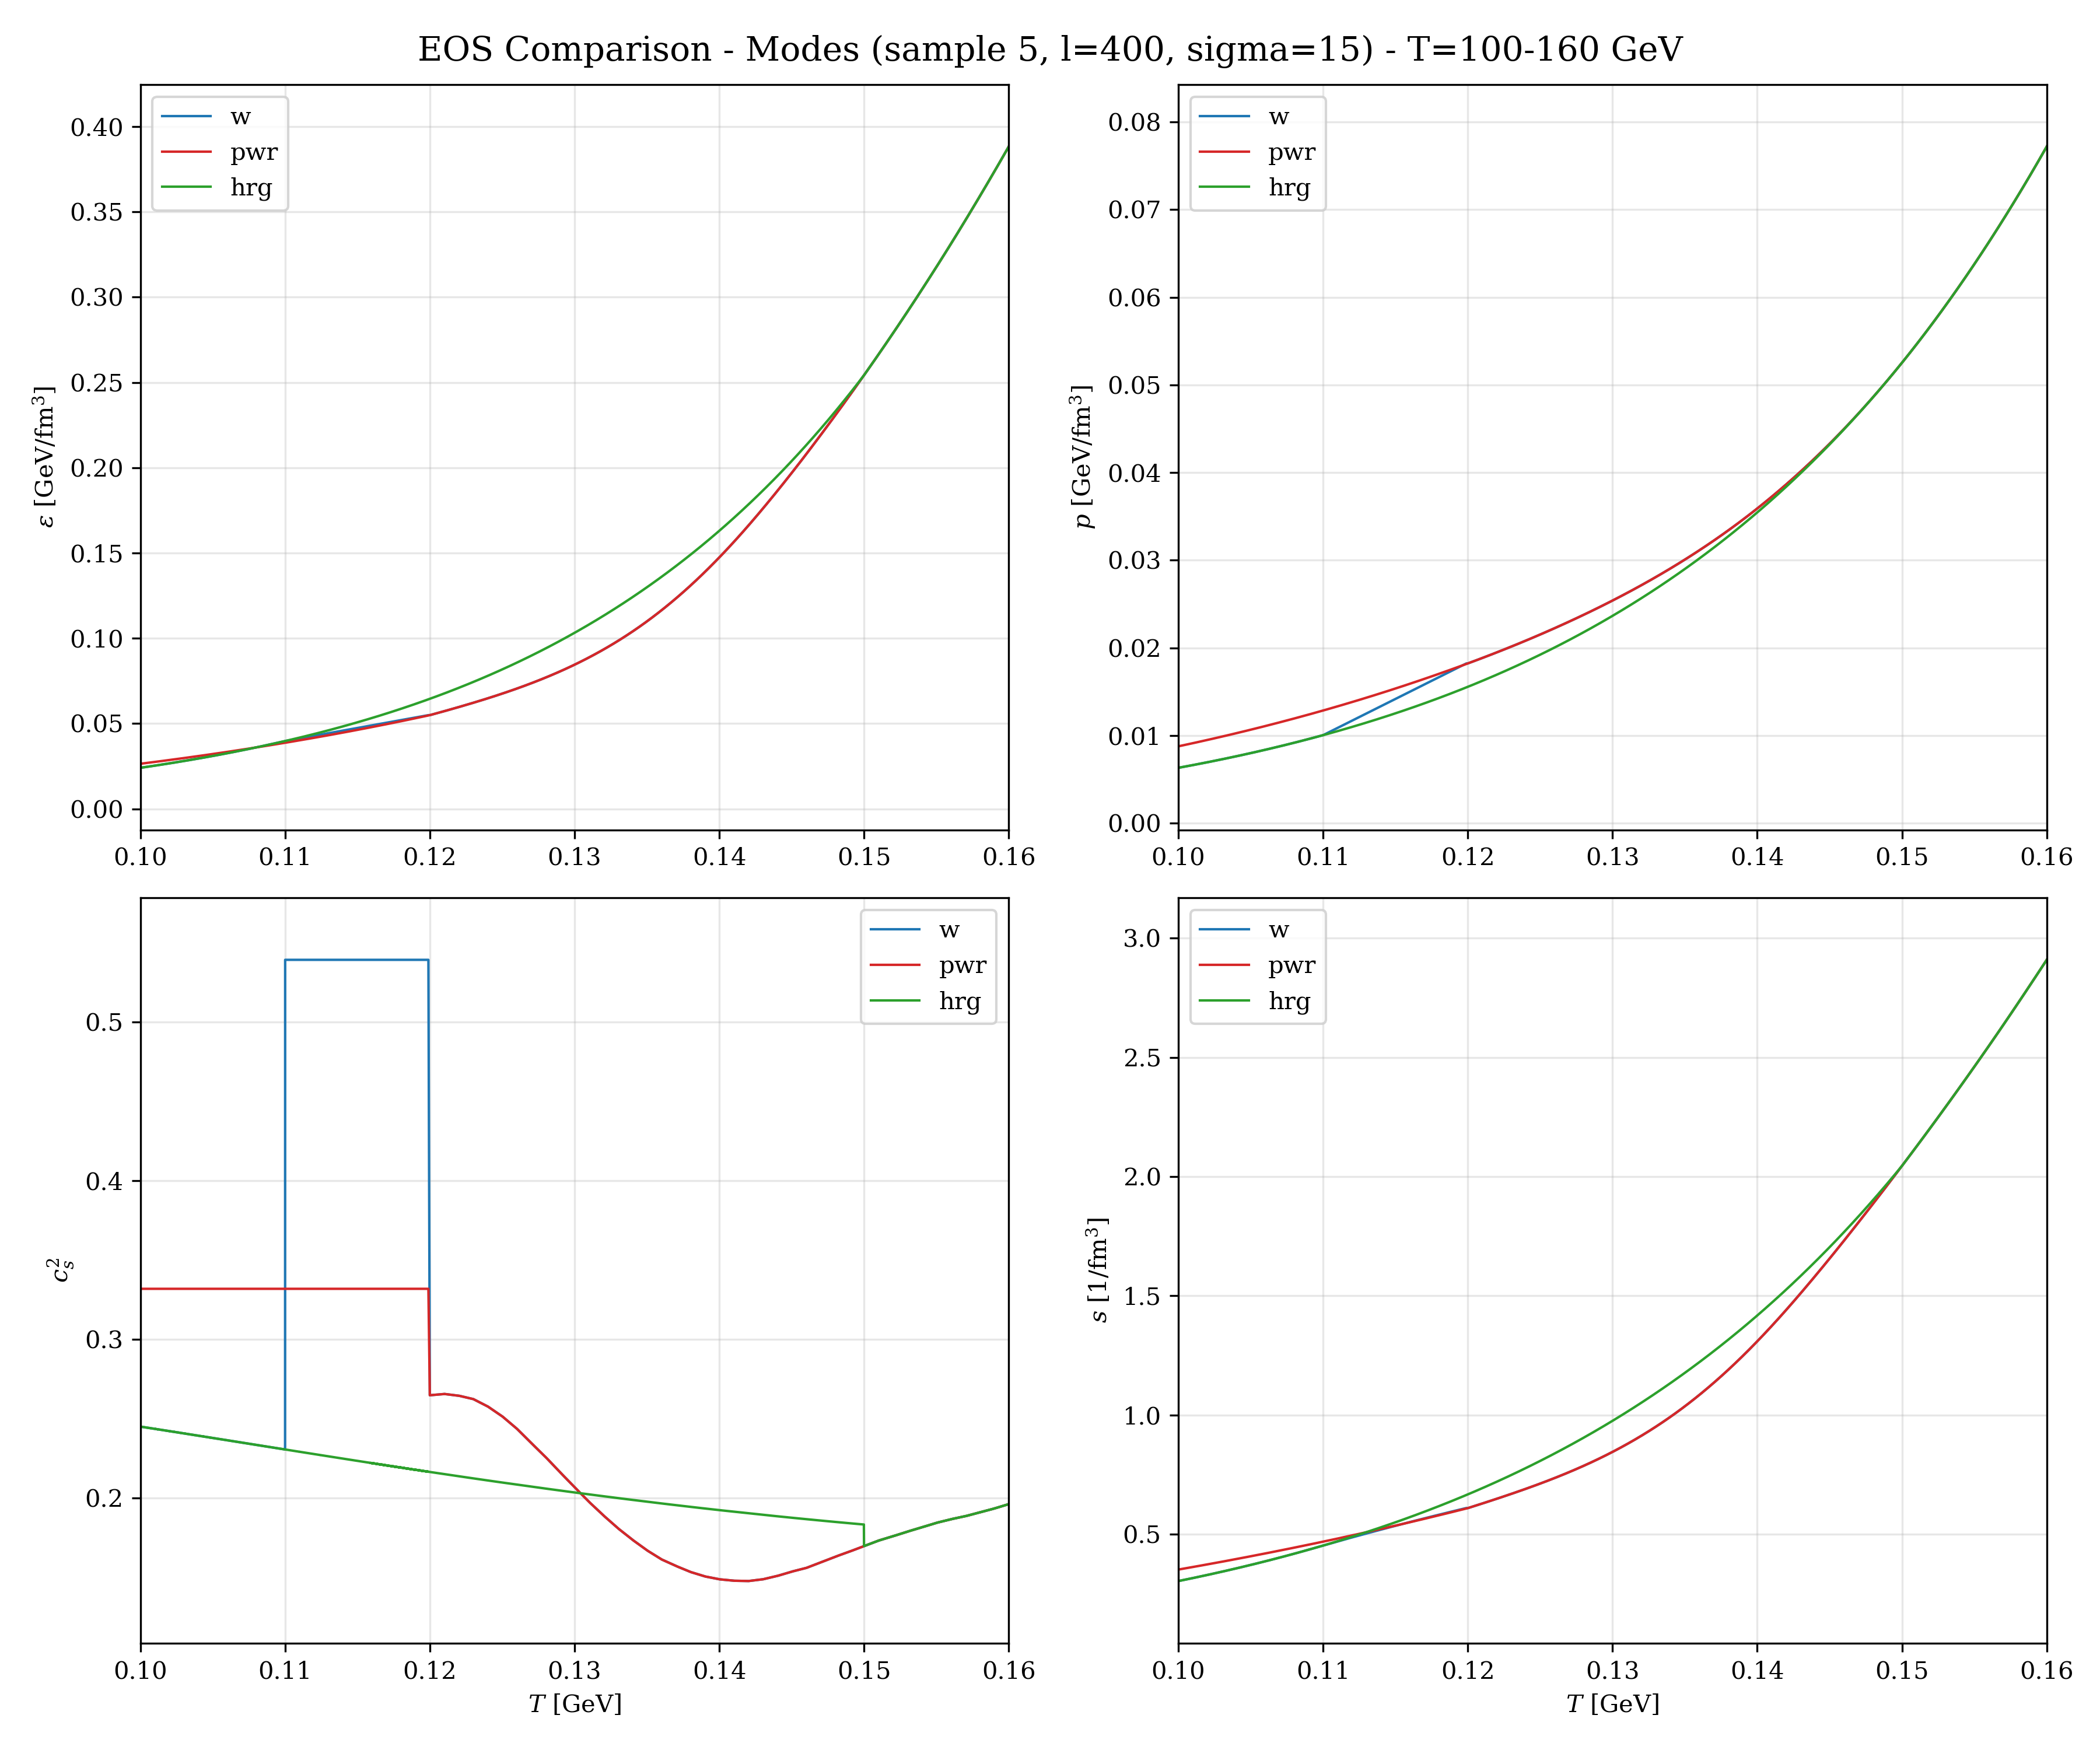 EOS Comparison - Modes (sample 5, l=400, sigma=15) - T=100-160 GeV
w
pwr
hrg
0.40
0.35
0.30
0.25
0.20
0.15
0.10
0.05
0.00
ε [GeV/fm³]
0.10 0.11 0.12 0.13 0.14 0.15 0.16
w
pwr
hrg
0.08
0.07
0.06
0.05
0.04
0.03
0.02
0.01
0.00
p [GeV/fm³]
0.10 0.11 0.12 0.13 0.14 0.15 0.16
w
pwr
hrg
0.5
0.4
0.3
0.2
c_s^2
0.10 0.11 0.12 0.13 0.14 0.15 0.16
T [GeV]
w
pwr
hrg
3.0
2.5
2.0
1.5
1.0
0.5
s [1/fm³]
0.10 0.11 0.12 0.13 0.14 0.15 0.16
T [GeV]